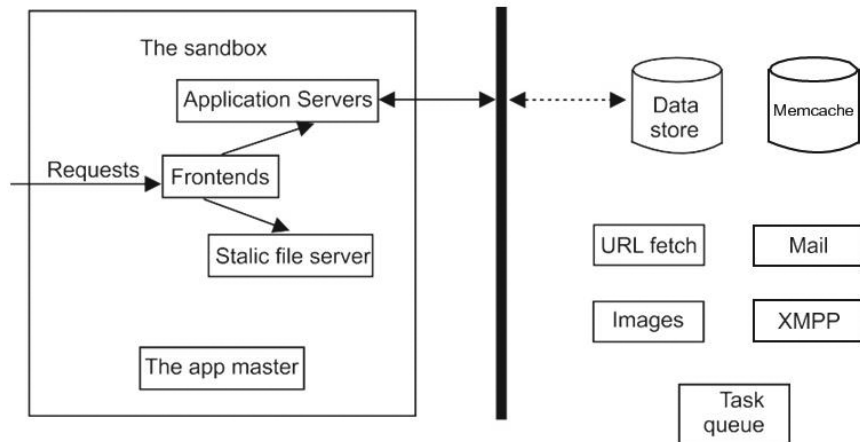 The sandbox
Application Servers
Requests
Frontends
Stalic file server
The app master
Data
store
Memcache
URL fetch
Mail
Images
XMPP
Task
queue